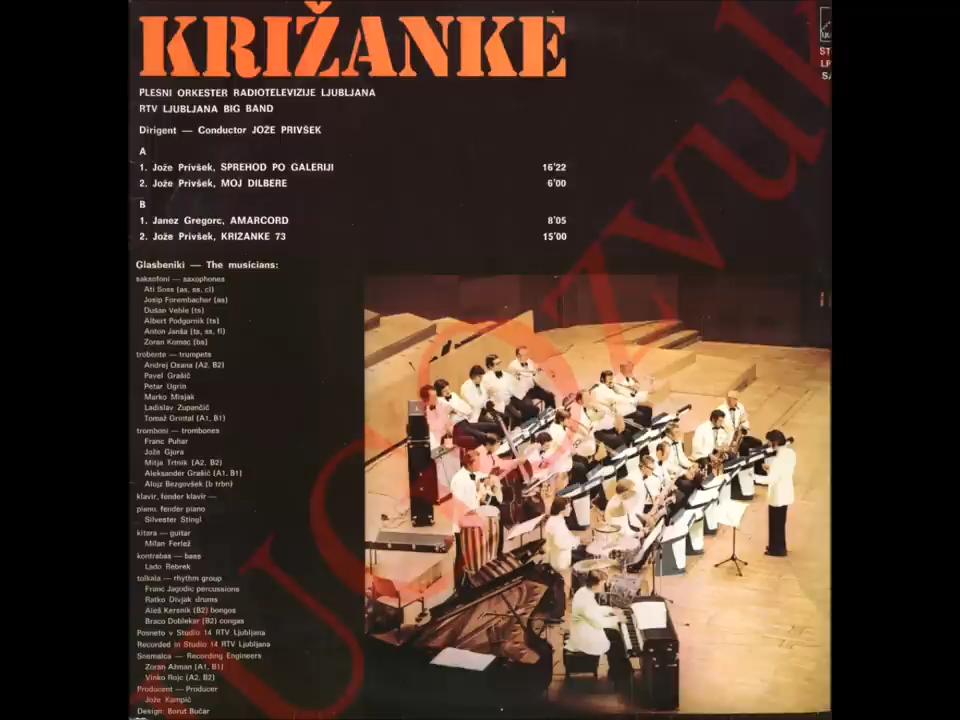 KRIŽANKE
PLESNI ORKESTER RADIOTELEVIZIJE LJUBLJANA
RTV LJUBLJANA BIG BAND
Dirigent — Conductor JOŽE PRIVŠEK
A
1. Jože Privšek, SPREHOD PO GALERIJI 16'22
2. Jože Privšek, MOJ DILBERE 6'00
B
1. Janez Gregorc, AMARCORD 8'05
2. Jože Privšek, KRIŽANKE 73 15'00
Glasbeniki — The musicians:
saksofoni — saxophones
Ati Soss (as, ss, cl)
Josip Forembacher (as)
Dušan Veble (ts)
Albert Podgornik (ts)
Anton Janša (ts, ss, fl)
Zoran Komac (bs)
trobente — trumpets
Andrej Ozana (A2, B2)
Pavel Grašič
Petar Ugrin
Marko Misjak
Ladislav Zupančič
Tomaž Grintal (A1, B1)
tromboni — trombones
Franc Puhar
Jože Gjura
Mitja Trtnik (A2, B2)
Aleksander Grašič (A1, B1)
Alojz Bezgovšek (b trbn)
klavir, fender klavir —
piano, fender piano
Silvester Stingl
kitara — guitar
Milan Ferlež
kontrabas — bass
Lado Rebrek
tolkala — rhythm group
Franc Jagodic percussions
Ratko Divjak drums
Aleš Kersnik (B2) bongos
Braco Doblekar (B2) congas
Posneto v Studio 14 RTV Ljubljana
Recorded in Studio 14 RTV Ljubljana
Snemalca — Recording Engineers
Zoran Ažman (A1, B1)
Vinko Rojc (A2, B2)
Producent — Producer
Jože Kampič
Design: Borut Bučar
ST
LP
UGOzvuk